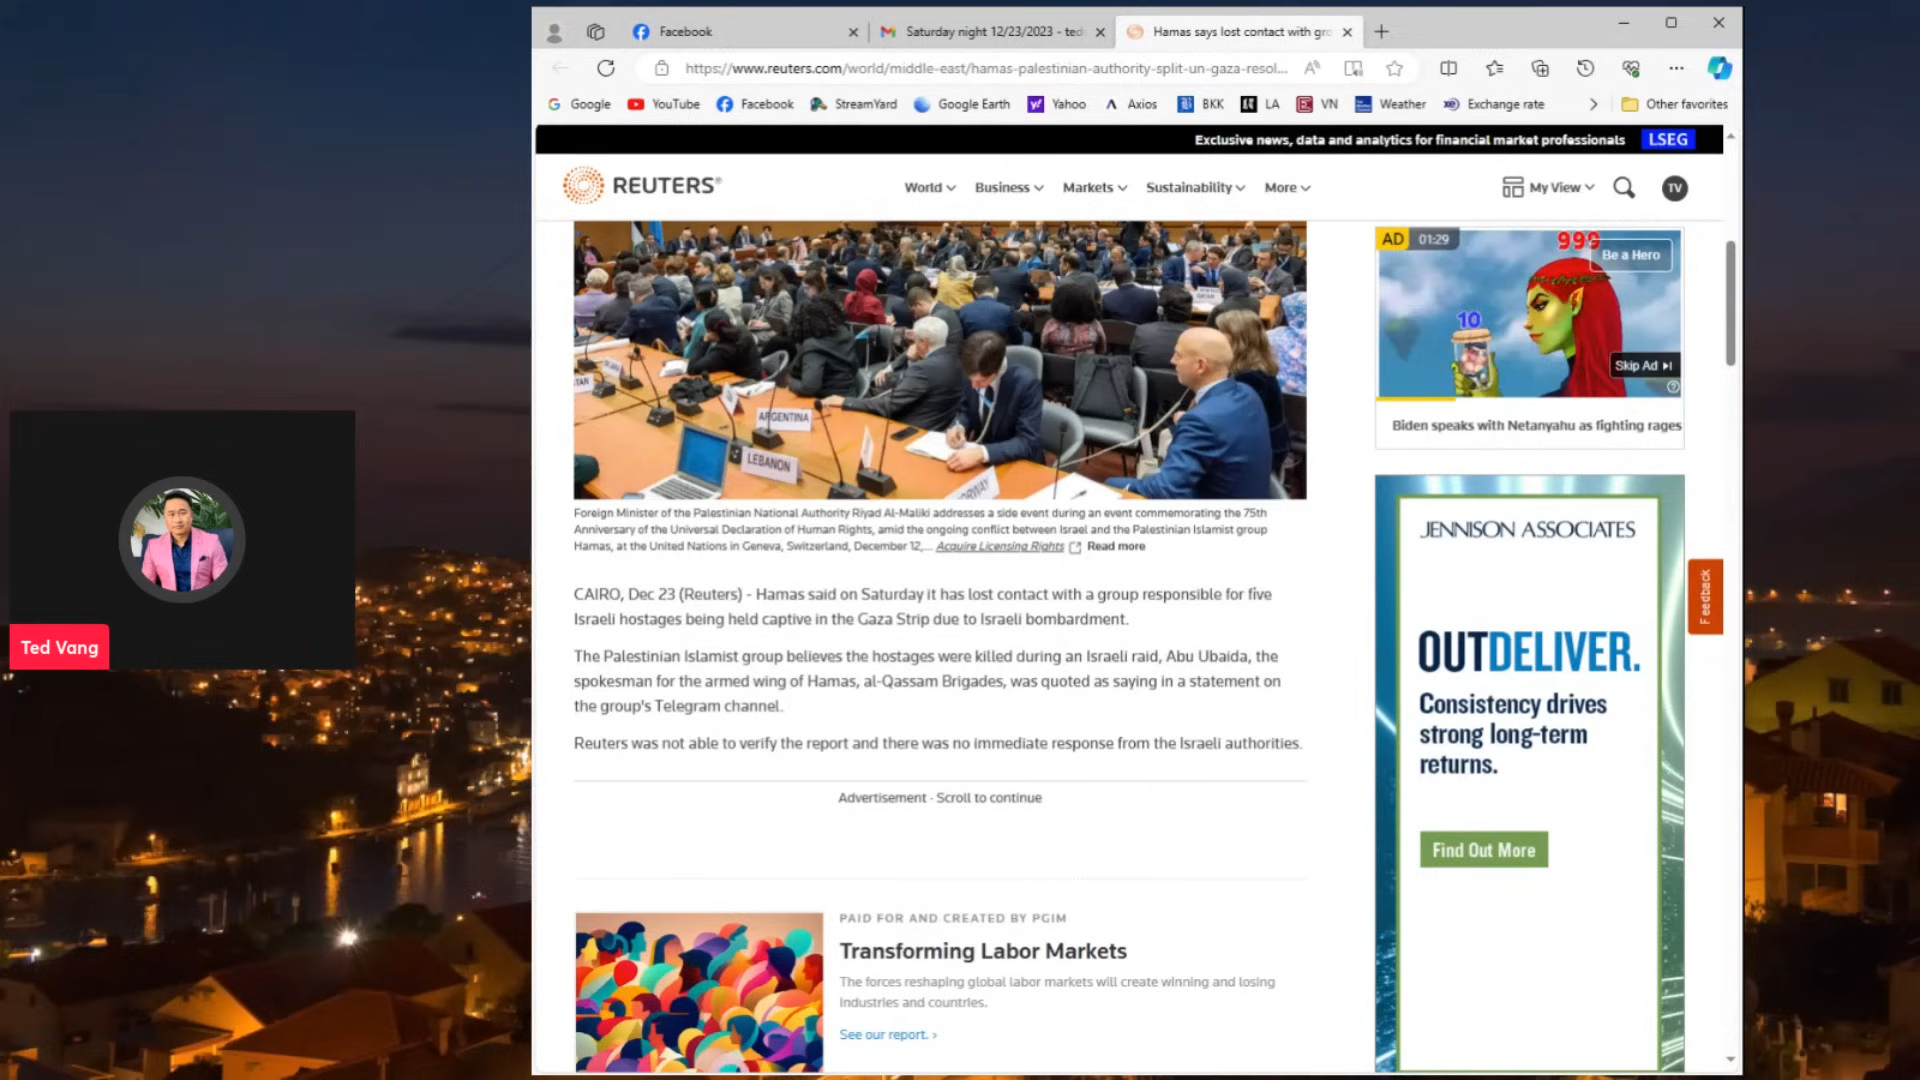 Facebook
Saturday night 12/23/2023 - ted
Hamas says lost contact with gro
https://www.reuters.com/world/middle-east/hamas-palestinian-authority-split-un-gaza-resol...
Google
YouTube
Facebook
StreamYard
Google Earth
Yahoo
Axios
BKK
LA
VN
Weather
Exchange rate
Other favorites
Exclusive news, data and analytics for financial market professionals LSEG
REUTERS®
World
Business
Markets
Sustainability
More
My View
TV
ARGENTINA
LEBANON
QATAR
Foreign Minister of the Palestinian National Authority Riyad Al-Maliki addresses a side event during an event commemorating the 75th
Anniversary of the Universal Declaration of Human Rights, amid the ongoing conflict between Israel and the Palestinian Islamist group
Hamas, at the United Nations in Geneva, Switzerland, December 12,... Acquire Licensing Rights Read more
CAIRO, Dec 23 (Reuters) - Hamas said on Saturday it has lost contact with a group responsible for five
Israeli hostages being held captive in the Gaza Strip due to Israeli bombardment.
The Palestinian Islamist group believes the hostages were killed during an Israeli raid, Abu Ubaida, the
spokesman for the armed wing of Hamas, al-Qassam Brigades, was quoted as saying in a statement on
the group's Telegram channel.
Reuters was not able to verify the report and there was no immediate response from the Israeli authorities.
Advertisement · Scroll to continue
PAID FOR AND CREATED BY PGIM
Transforming Labor Markets
The forces reshaping global labor markets will create winning and losing
industries and countries.
See our report. ›
AD 01:29
999
Be a Hero
10
Skip Ad
Biden speaks with Netanyahu as fighting rages
JENNISON ASSOCIATES
OUTDELIVER.
Consistency drives
strong long-term
returns.
Find Out More
Feedback
Ted Vang